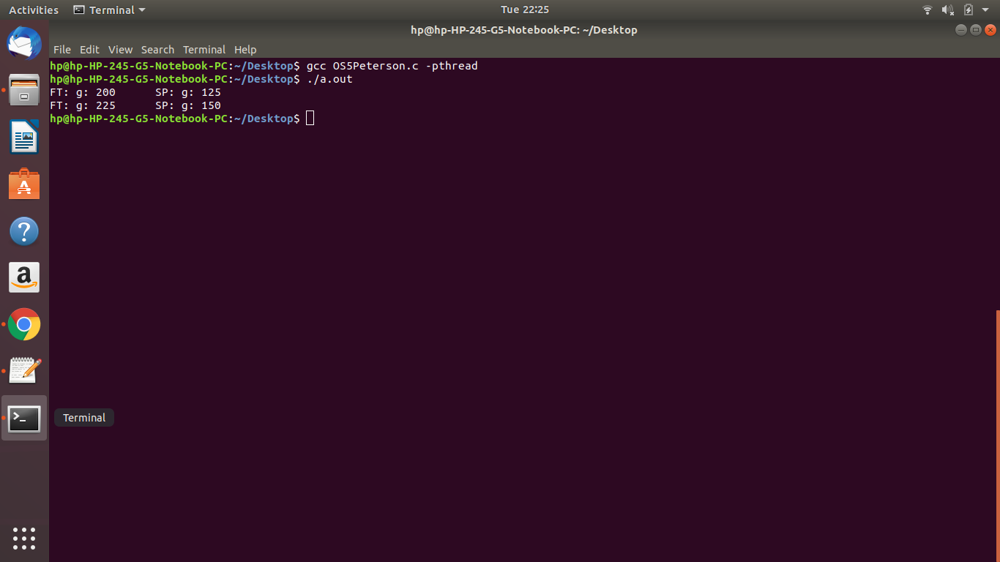 Activities Terminal Tue 22:25
hp@hp-HP-245-G5-Notebook-PC: ~/Desktop
File Edit View Search Terminal Help
hp@hp-HP-245-G5-Notebook-PC:~/Desktop$ gcc OS5Peterson.c -pthread
hp@hp-HP-245-G5-Notebook-PC:~/Desktop$ ./a.out
FT: g: 200      SP: g: 125
FT: g: 225      SP: g: 150
hp@hp-HP-245-G5-Notebook-PC:~/Desktop$
Terminal